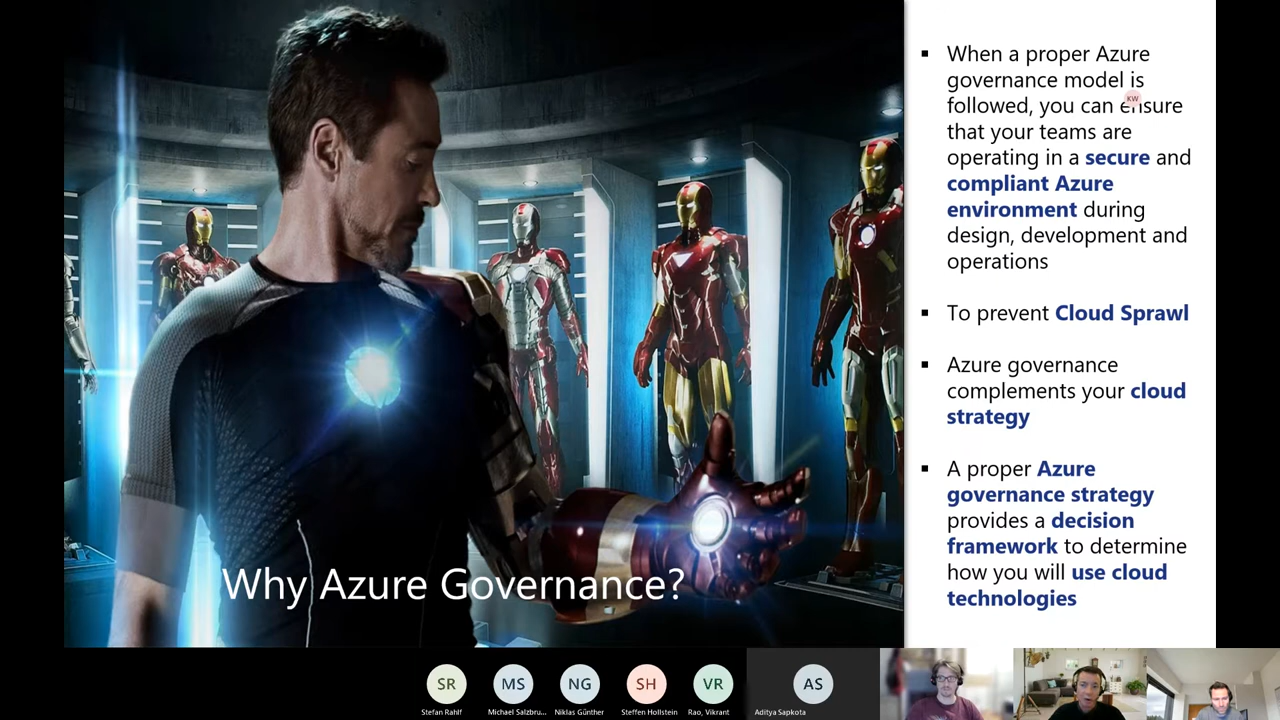 Why Azure Governance?
▪ When a proper Azure
governance model is
followed, you can ensure
that your teams are
operating in a secure and
compliant Azure
environment during
design, development and
operations
▪ To prevent Cloud Sprawl
▪ Azure governance
complements your cloud
strategy
▪ A proper Azure
governance strategy
provides a decision
framework to determine
how you will use cloud
technologies
KW
SR
MS
NG
SH
VR
AS
Stefan Rahlf
Michael Salzbru...
Niklas Günther
Steffen Hollstein
Rao, Vikrant
Aditya Sapkota